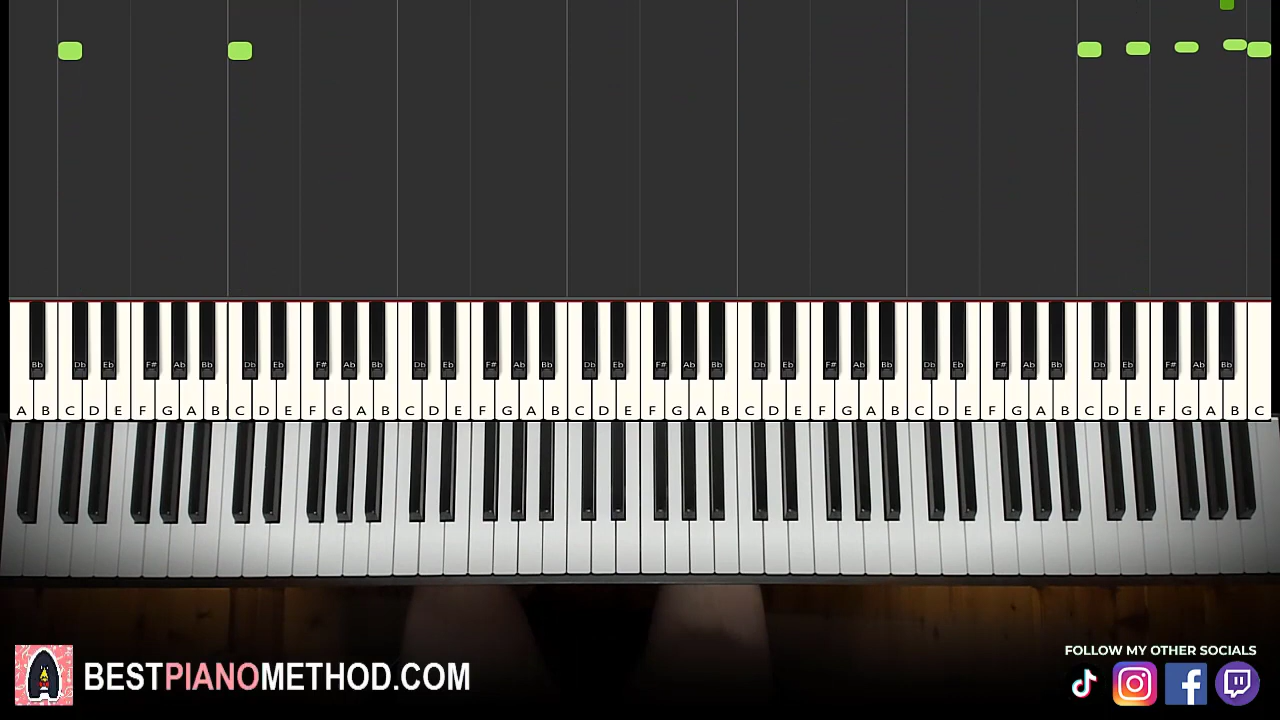 Bb Db Eb F# Ab Bb Db Eb F# Ab Bb Db Eb F# Ab Bb Db Eb F# Ab Bb Db Eb F# Ab Bb Db Eb F# Ab Bb Db Eb F# Ab Bb
A B C D E F G A B C D E F G A B C D E F G A B C D E F G A B C D E F G A B C D E F G A B C D E F G A B C
FOLLOW MY OTHER SOCIALS
BESTPIANOMETHOD.COM